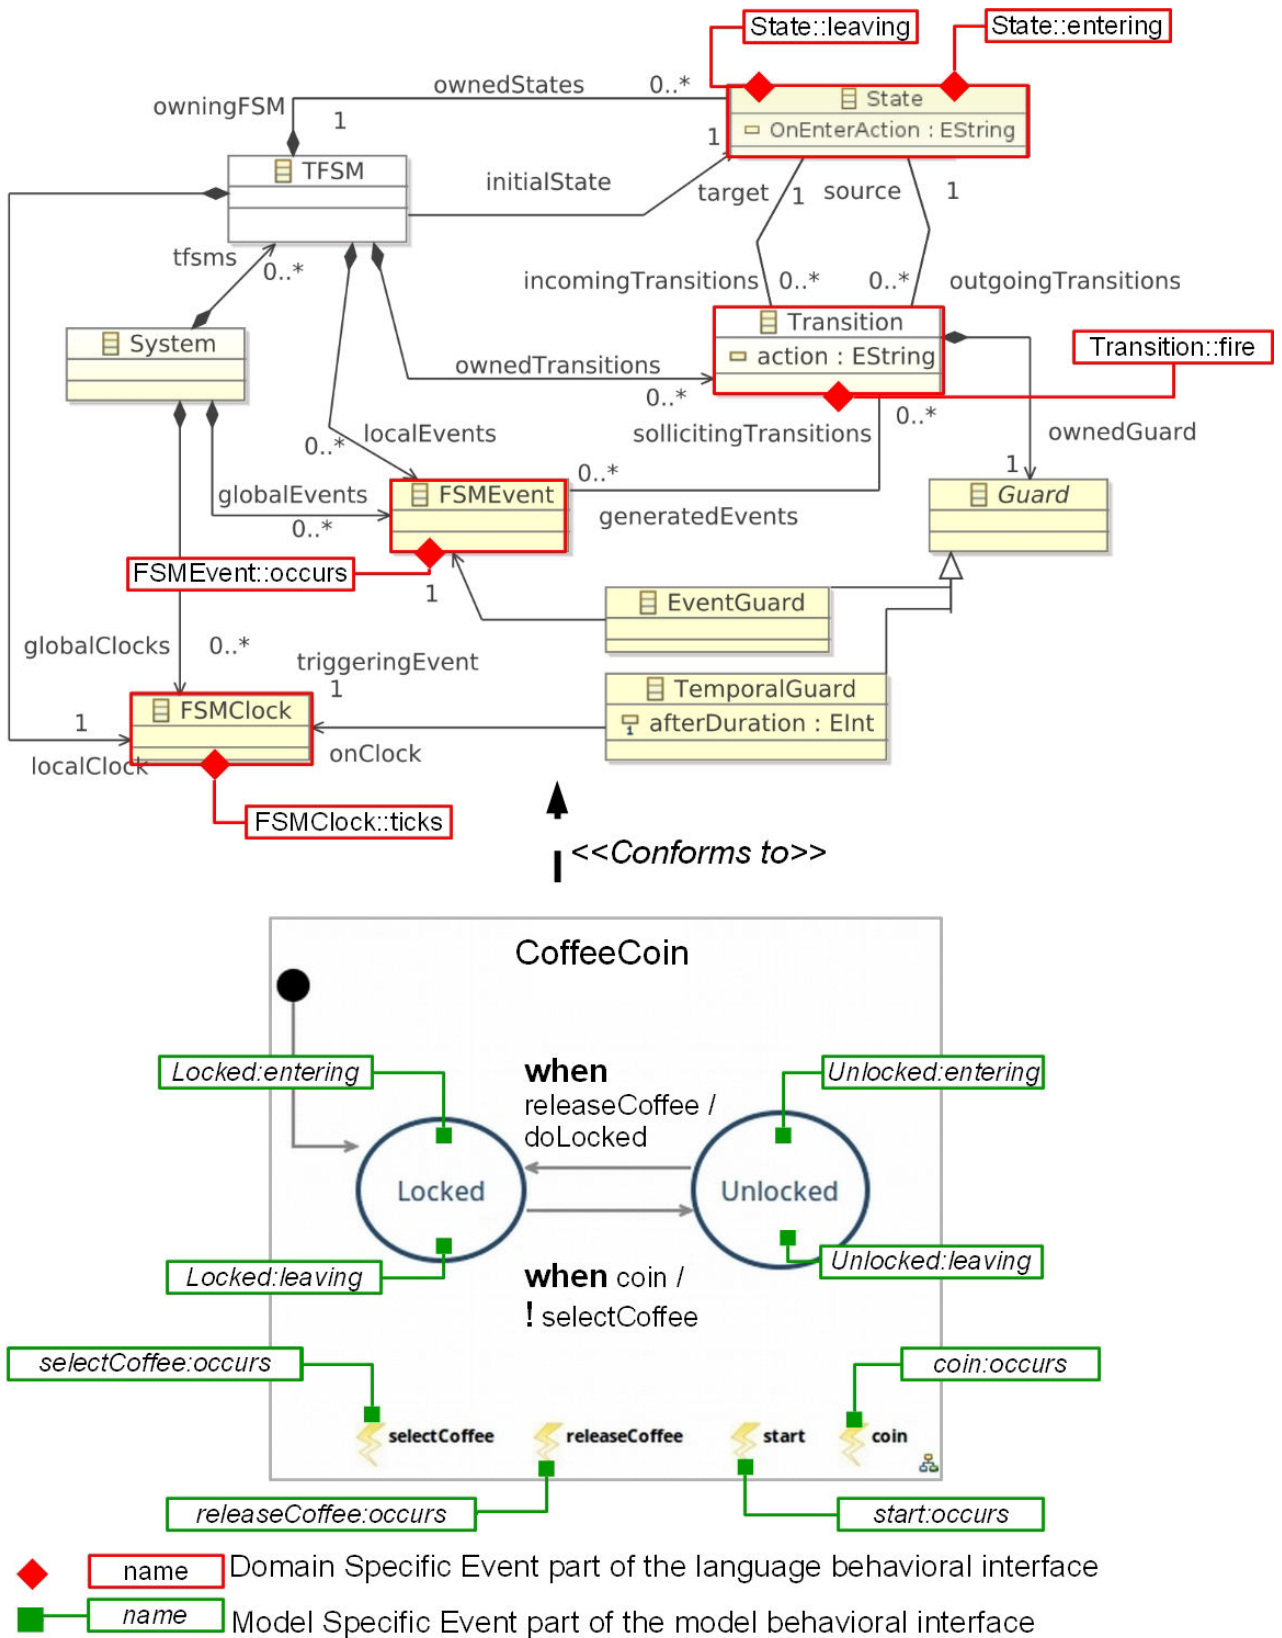 State::leaving
State::entering
ownedStates
0..*
owningFSM
1
State
OnEnterAction : EString
1
TFSM
initialState
target
1
source
1
tfsms
0..*
incomingTransitions
0..*
0..*
outgoingTransitions
System
Transition
action : EString
Transition::fire
ownedTransitions
0..*
0..*
localEvents
0..*
sollicitingTransitions
ownedGuard
0..*
1
globalEvents
0..*
FSMEvent
generatedEvents
Guard
FSMEvent::occurs
1
EventGuard
globalClocks
0..*
triggeringEvent
1
TemporalGuard
afterDuration : EInt
FSMClock
1
localClock
onClock
FSMClock::ticks
<<Conforms to>>
CoffeeCoin
Locked:entering
when
releaseCoffee /
doLocked
Unlocked:entering
Locked
Unlocked
Locked:leaving
when coin /
! selectCoffee
Unlocked:leaving
selectCoffee:occurs
coin:occurs
selectCoffee
releaseCoffee
start
coin
releaseCoffee:occurs
start:occurs
name
Domain Specific Event part of the language behavioral interface
name
Model Specific Event part of the model behavioral interface